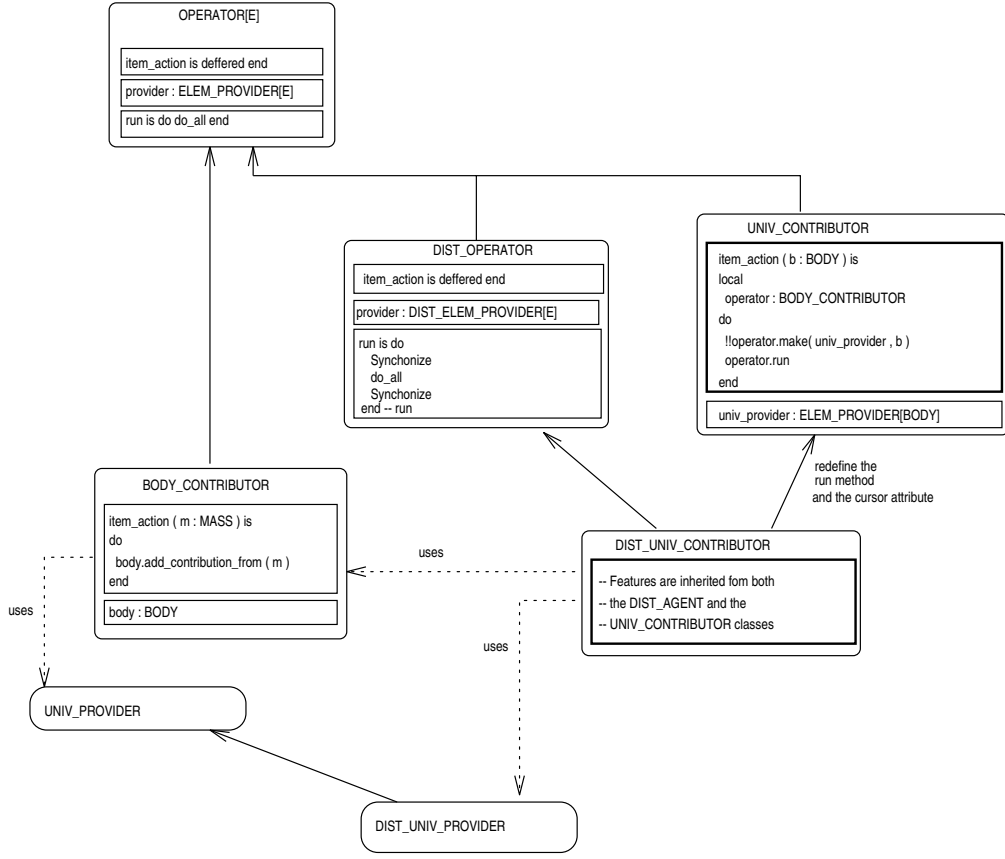 OPERATOR[E]
item_action is deffered end
provider : ELEM_PROVIDER[E]
run is do do_all end
DIST_OPERATOR
item_action is deffered end
provider : DIST_ELEM_PROVIDER[E]
run is do
Synchonize
do_all
Synchonize
end -- run
UNIV_CONTRIBUTOR
item_action ( b : BODY ) is
local
operator : BODY_CONTRIBUTOR
do
!!operator.make( univ_provider , b )
operator.run
end
univ_provider : ELEM_PROVIDER[BODY]
redefine the
run method
and the cursor attribute
BODY_CONTRIBUTOR
item_action ( m : MASS ) is
do
body.add_contribution_from ( m )
end
body : BODY
uses
uses
DIST_UNIV_CONTRIBUTOR
-- Features are inherited fom both
-- the DIST_AGENT and the
-- UNIV_CONTRIBUTOR classes
uses
UNIV_PROVIDER
DIST_UNIV_PROVIDER